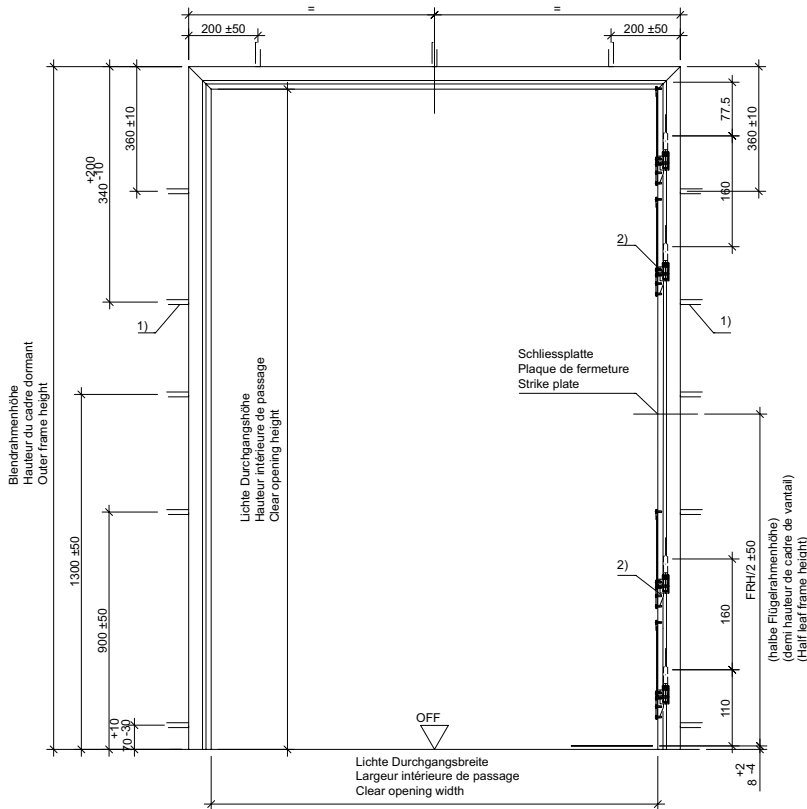 =
=
200 ±50
200 ±50
360 ±10
+200
340 -10
77.5
360 ±10
160
2)
1)
1)
Schliessplatte
Plaque de fermeture
Strike plate
Blendrahmenhöhe
Hauteur du cadre dormant
Outer frame height
Lichte Durchgangshöhe
Hauteur intérieure de passage
Clear opening height
1300 ±50
900 ±50
2)
160
FRH/2 ±50
(halbe Flügelrahmenhöhe)
(demi hauteur de cadre de vantail)
(Half leaf frame height)
110
+10
70 -30
OFF
Lichte Durchgangsbreite
Largeur intérieure de passage
Clear opening width
+2
8 -4